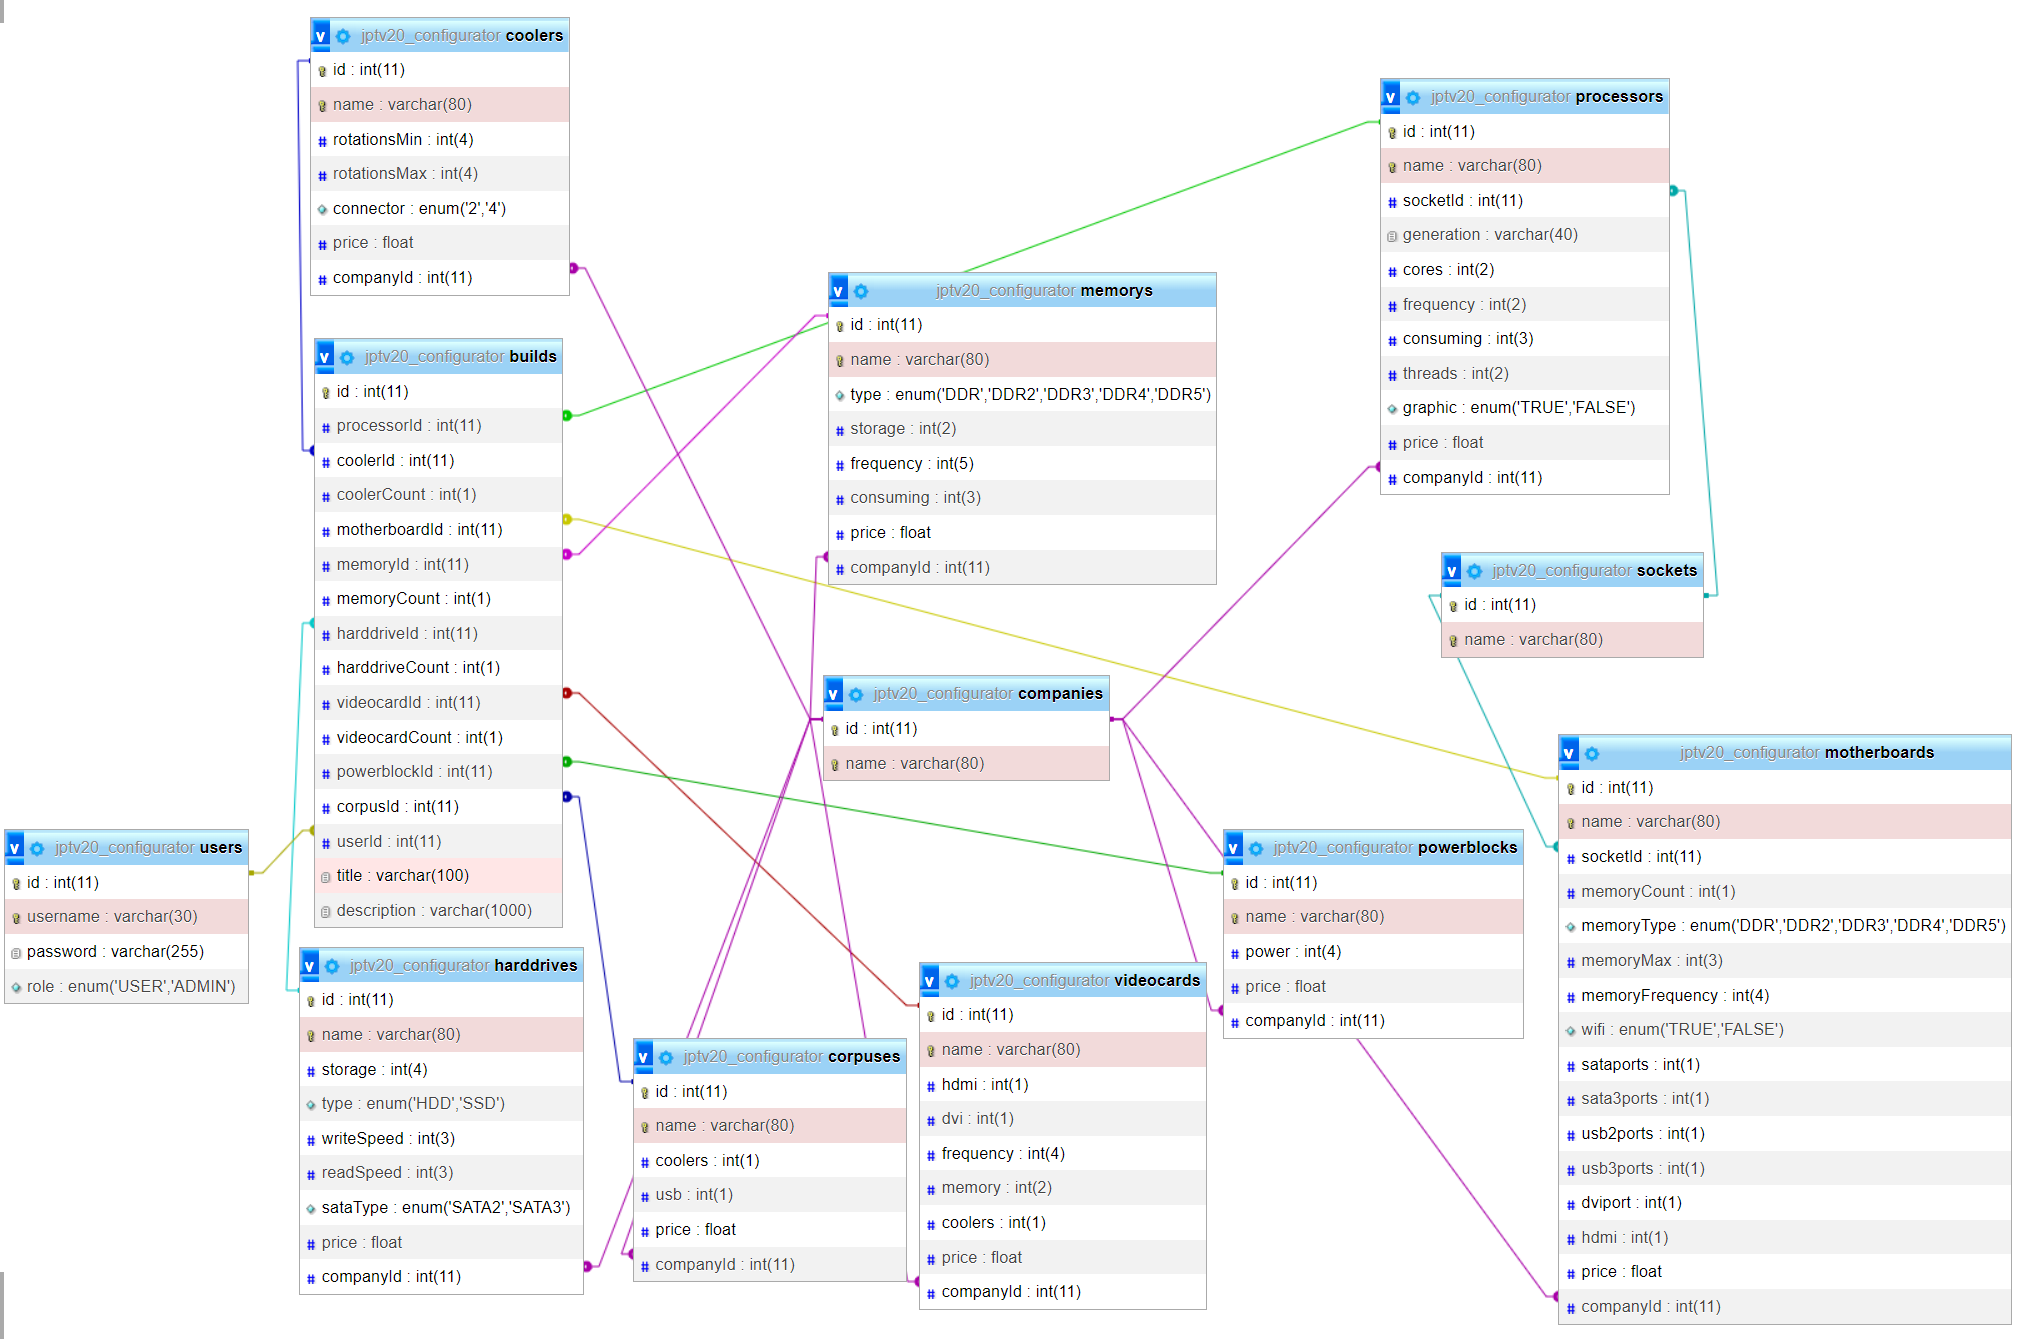 jptv20_configurator coolers
id : int(11)
name : varchar(80)
rotationsMin : int(4)
rotationsMax : int(4)
connector : enum('2','4')
price : float
companyId : int(11)
jptv20_configurator processors
id : int(11)
name : varchar(80)
socketId : int(11)
generation : varchar(40)
cores : int(2)
frequency : int(2)
consuming : int(3)
threads : int(2)
graphic : enum('TRUE','FALSE')
price : float
companyId : int(11)
jptv20_configurator memorys
id : int(11)
name : varchar(80)
type : enum('DDR','DDR2','DDR3','DDR4','DDR5')
storage : int(2)
frequency : int(5)
consuming : int(3)
price : float
companyId : int(11)
jptv20_configurator builds
id : int(11)
processorId : int(11)
coolerId : int(11)
coolerCount : int(1)
motherboardId : int(11)
memoryId : int(11)
memoryCount : int(1)
harddriveId : int(11)
harddriveCount : int(1)
videocardId : int(11)
videocardCount : int(1)
powerblockId : int(11)
corpusId : int(11)
userId : int(11)
title : varchar(100)
description : varchar(1000)
jptv20_configurator sockets
id : int(11)
name : varchar(80)
jptv20_configurator companies
id : int(11)
name : varchar(80)
jptv20_configurator motherboards
id : int(11)
name : varchar(80)
socketId : int(11)
memoryCount : int(1)
memoryType : enum('DDR','DDR2','DDR3','DDR4','DDR5')
memoryMax : int(3)
memoryFrequency : int(4)
wifi : enum('TRUE','FALSE')
sataports : int(1)
sata3ports : int(1)
usb2ports : int(1)
usb3ports : int(1)
dviport : int(1)
hdmi : int(1)
price : float
companyId : int(11)
jptv20_configurator users
id : int(11)
username : varchar(30)
password : varchar(255)
role : enum('USER','ADMIN')
jptv20_configurator powerblocks
id : int(11)
name : varchar(80)
power : int(4)
price : float
companyId : int(11)
jptv20_configurator harddrives
id : int(11)
name : varchar(80)
storage : int(4)
type : enum('HDD','SSD')
writeSpeed : int(3)
readSpeed : int(3)
sataType : enum('SATA2','SATA3')
price : float
companyId : int(11)
jptv20_configurator corpuses
id : int(11)
name : varchar(80)
coolers : int(1)
usb : int(1)
price : float
companyId : int(11)
jptv20_configurator videocards
id : int(11)
name : varchar(80)
hdmi : int(1)
dvi : int(1)
frequency : int(4)
memory : int(2)
coolers : int(1)
price : float
companyId : int(11)